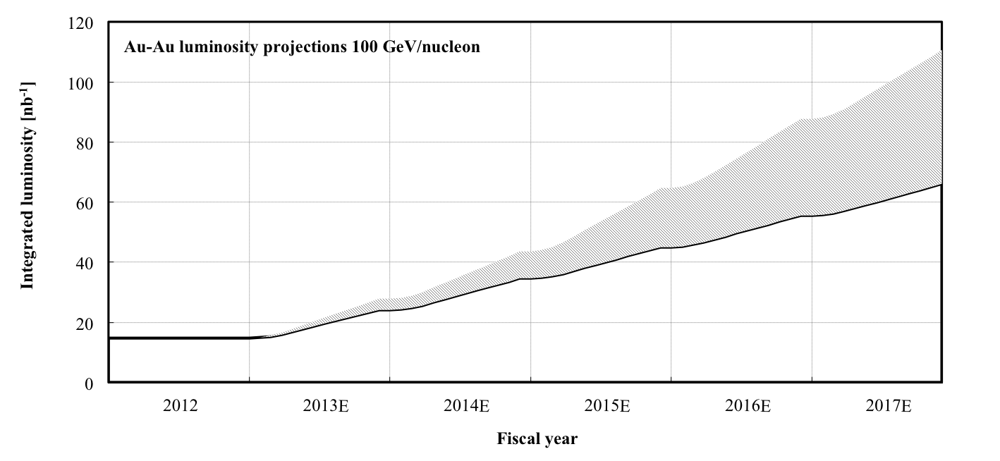 Au-Au luminosity projections 100 GeV/nucleon
Integrated luminosity [nb⁻¹]
120
100
80
60
40
20
0
2012 2013E 2014E 2015E 2016E 2017E
Fiscal year